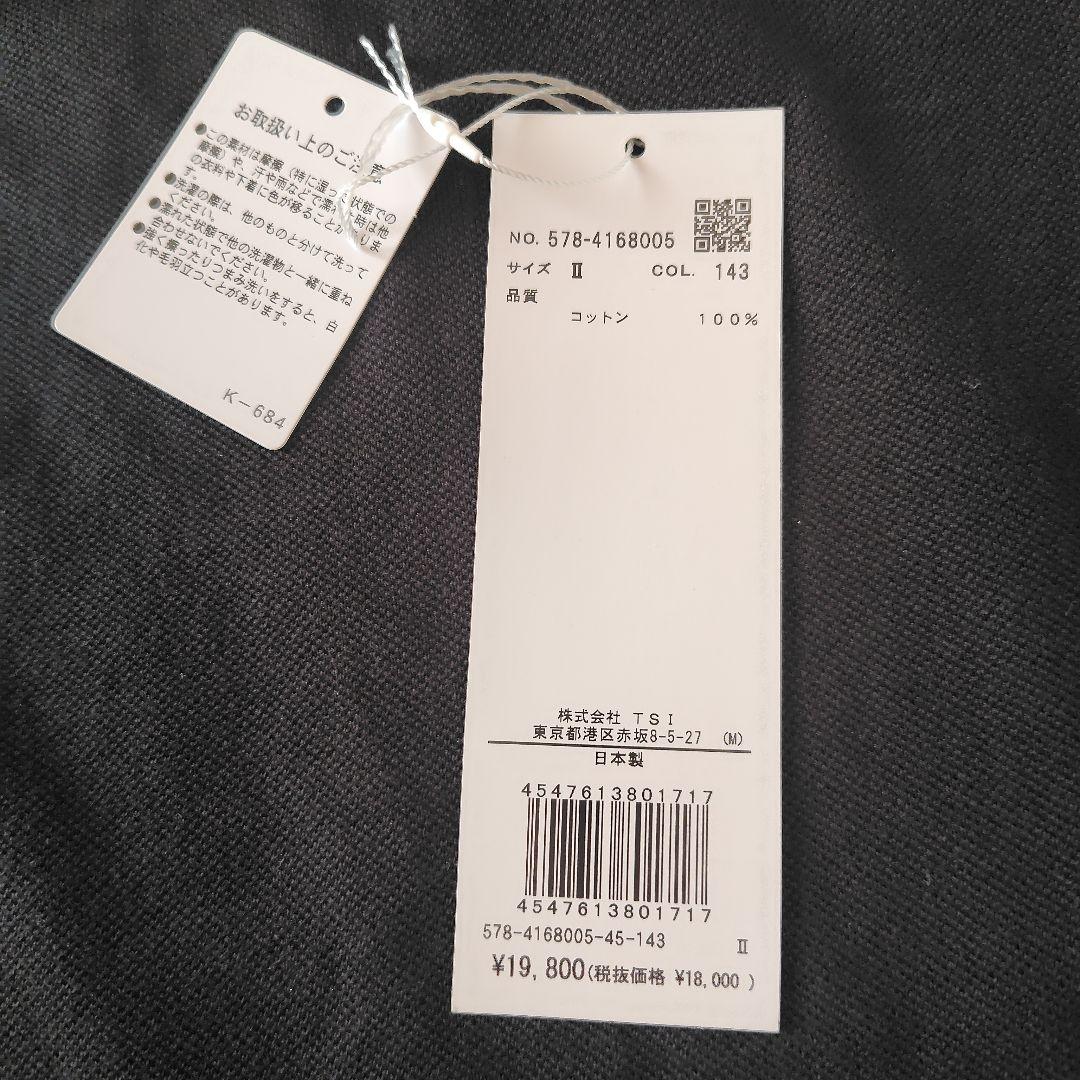 お取扱い上のご注意
●この素材は摩擦（特に湿った状態での
摩擦）や、汗や雨などで濡れた時は他
の衣料や下着に色が移ることがありま
す。
●洗濯の際は、他のものと分けて洗って
ください。
●濡れた状態で他の洗濯物と一緒に重ね
合わせないでください。
●強く擦ったりつまみ洗いをすると、白
化や毛羽立つことがあります。
K－684
NO. 578-4168005
サイズ Ⅱ COL. 143
品質
コットン 100%
株式会社 TSI
東京都港区赤坂8-5-27 (M)
日本製
4547613801717
4547613801717
578-4168005-45-143 Ⅱ
¥19,800(税抜価格 ¥18,000 )